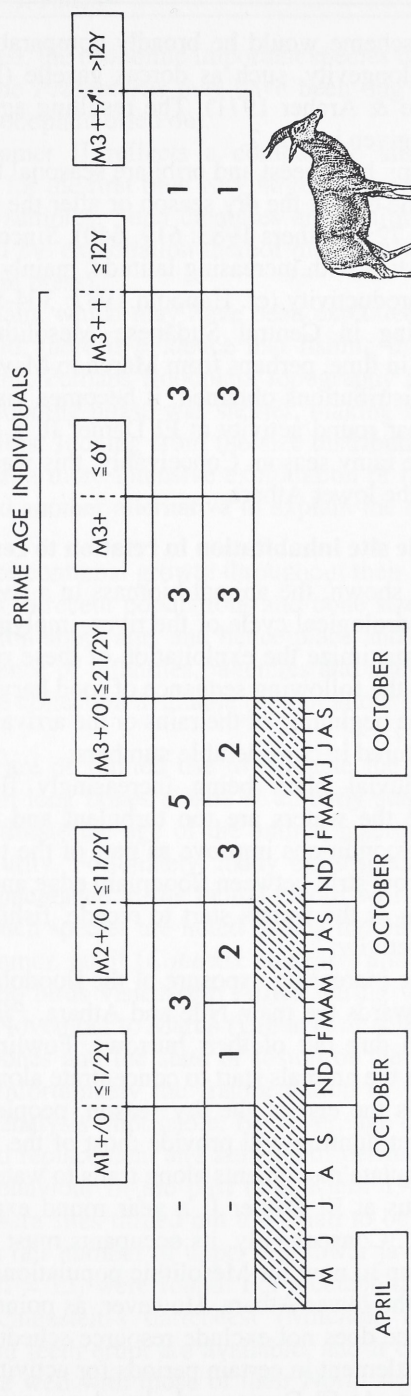 PRIME AGE INDIVIDUALS
M1+/0 ≤1/2Y M2+/0 ≤11/2Y M3+/0 ≤21/2Y M3+ ≤6Y M3++ ≤12Y M3++ >12Y
- 3 5 3 3 1
- 1 2 3 2 3 3 1
M J J A S N D J F M A M J J A S N D J F M A M J J A S
APRIL OCTOBER OCTOBER OCTOBER